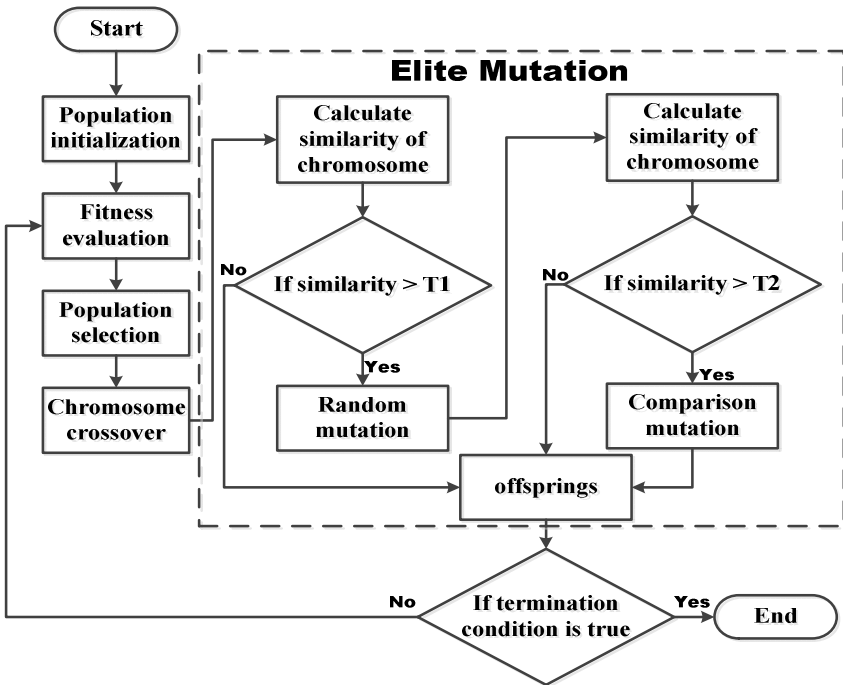 Start
Elite Mutation
Population
initialization
Calculate
similarity of
chromosome
Calculate
similarity of
chromosome
Fitness
evaluation
No
If similarity > T1
No
If similarity > T2
Population
selection
Yes
Yes
Chromosome
crossover
Random
mutation
Comparison
mutation
offsprings
No
If termination
condition is true
Yes
End